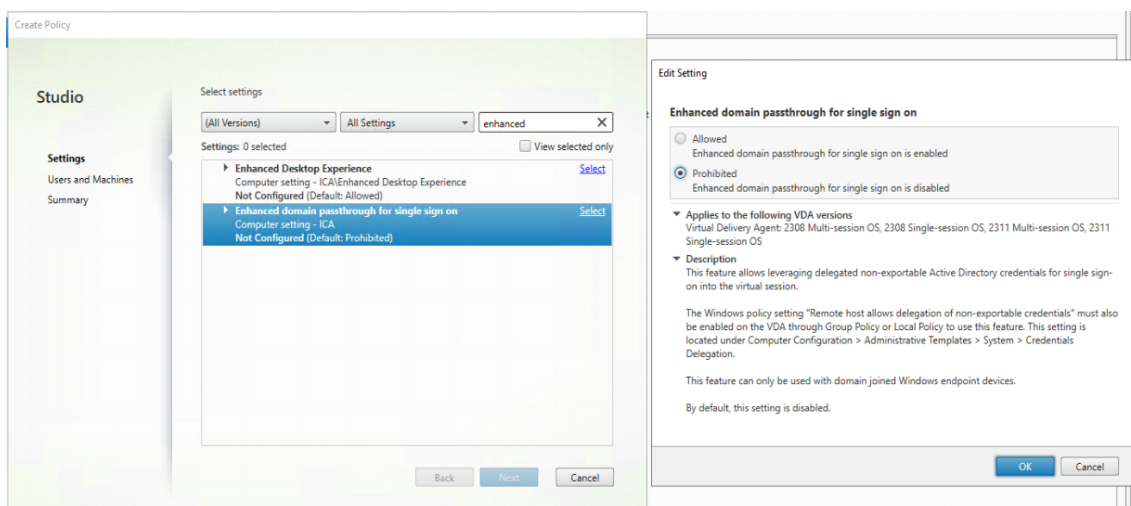 Create Policy
Studio
Settings
Users and Machines
Summary
Select settings
(All Versions)
All Settings
enhanced
Settings: 0 selected
View selected only
Enhanced Desktop Experience
Select
Computer setting - ICA\Enhanced Desktop Experience
Not Configured (Default: Allowed)
Enhanced domain passthrough for single sign on
Select
Computer setting - ICA
Not Configured (Default: Prohibited)
Back
Next
Cancel
Edit Setting
Enhanced domain passthrough for single sign on
Allowed
Enhanced domain passthrough for single sign on is enabled
Prohibited
Enhanced domain passthrough for single sign on is disabled
Applies to the following VDA versions
Virtual Delivery Agent: 2308 Multi-session OS, 2308 Single-session OS, 2311 Multi-session OS, 2311
Single-session OS
Description
This feature allows leveraging delegated non-exportable Active Directory credentials for single sign-
on into the virtual session.
The Windows policy setting "Remote host allows delegation of non-exportable credentials" must also
be enabled on the VDA through Group Policy or Local Policy to use this feature. This setting is
located under Computer Configuration > Administrative Templates > System > Credentials
Delegation.
This feature can only be used with domain joined Windows endpoint devices.
By default, this setting is disabled.
OK
Cancel